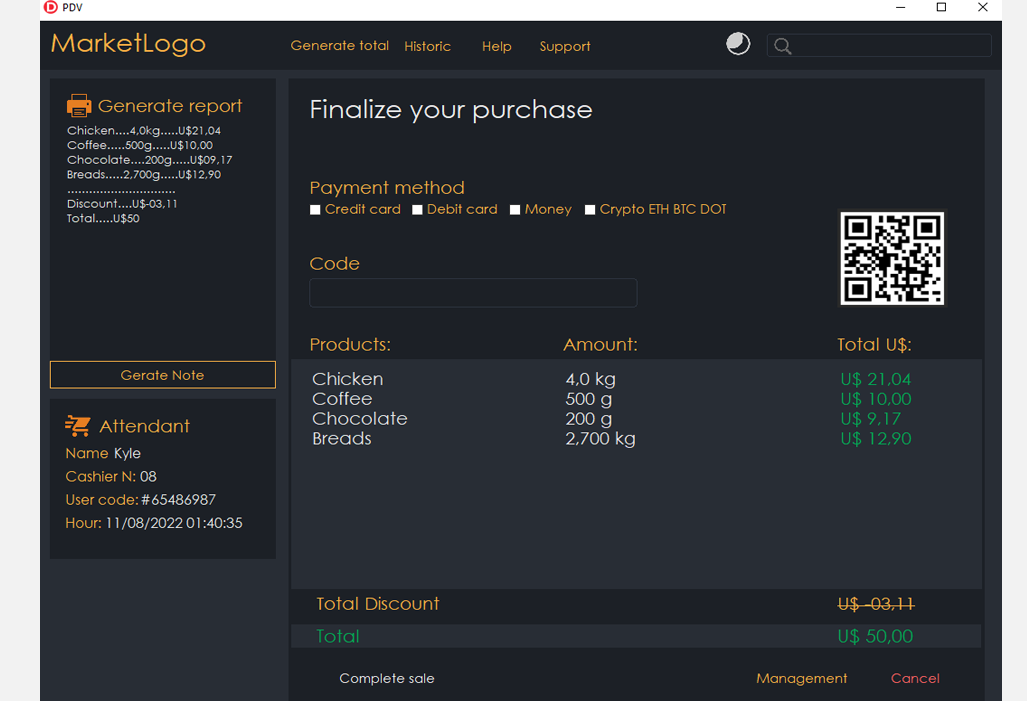 PDV
MarketLogo
Generate total Historic Help Support
Generate report
Chicken....4,0kg.....U$21,04
Coffee.....500g.....U$10,00
Chocolate....200g.....U$09,17
Breads.....2,700g.....U$12,90
..............................
Discount....U$-03,11
Total.....U$50
Gerate Note
Attendant
Name Kyle
Cashier N: 08
User code: #65486987
Hour: 11/08/2022 01:40:35
Finalize your purchase
Payment method
Credit card Debit card Money Crypto ETH BTC DOT
Code
Products: Amount: Total U$:
Chicken 4,0 kg U$ 21,04
Coffee 500 g U$ 10,00
Chocolate 200 g U$ 9,17
Breads 2,700 kg U$ 12,90
Total Discount U$ -03,11
Total U$ 50,00
Complete sale Management Cancel